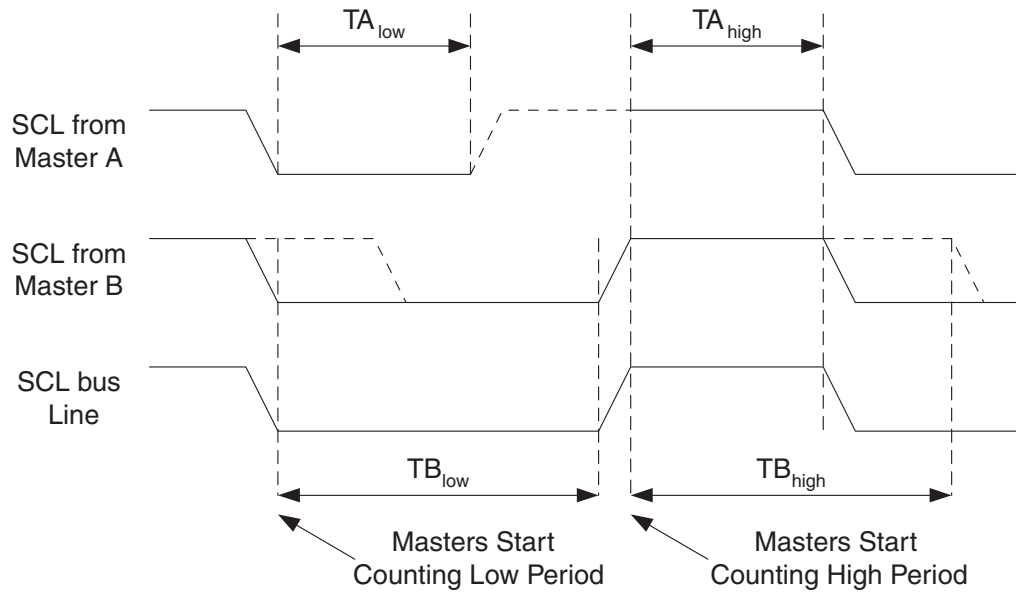 TA low
TA high
SCL from
Master A
SCL from
Master B
SCL bus
Line
TB low
TB high
Masters Start
Counting Low Period
Masters Start
Counting High Period